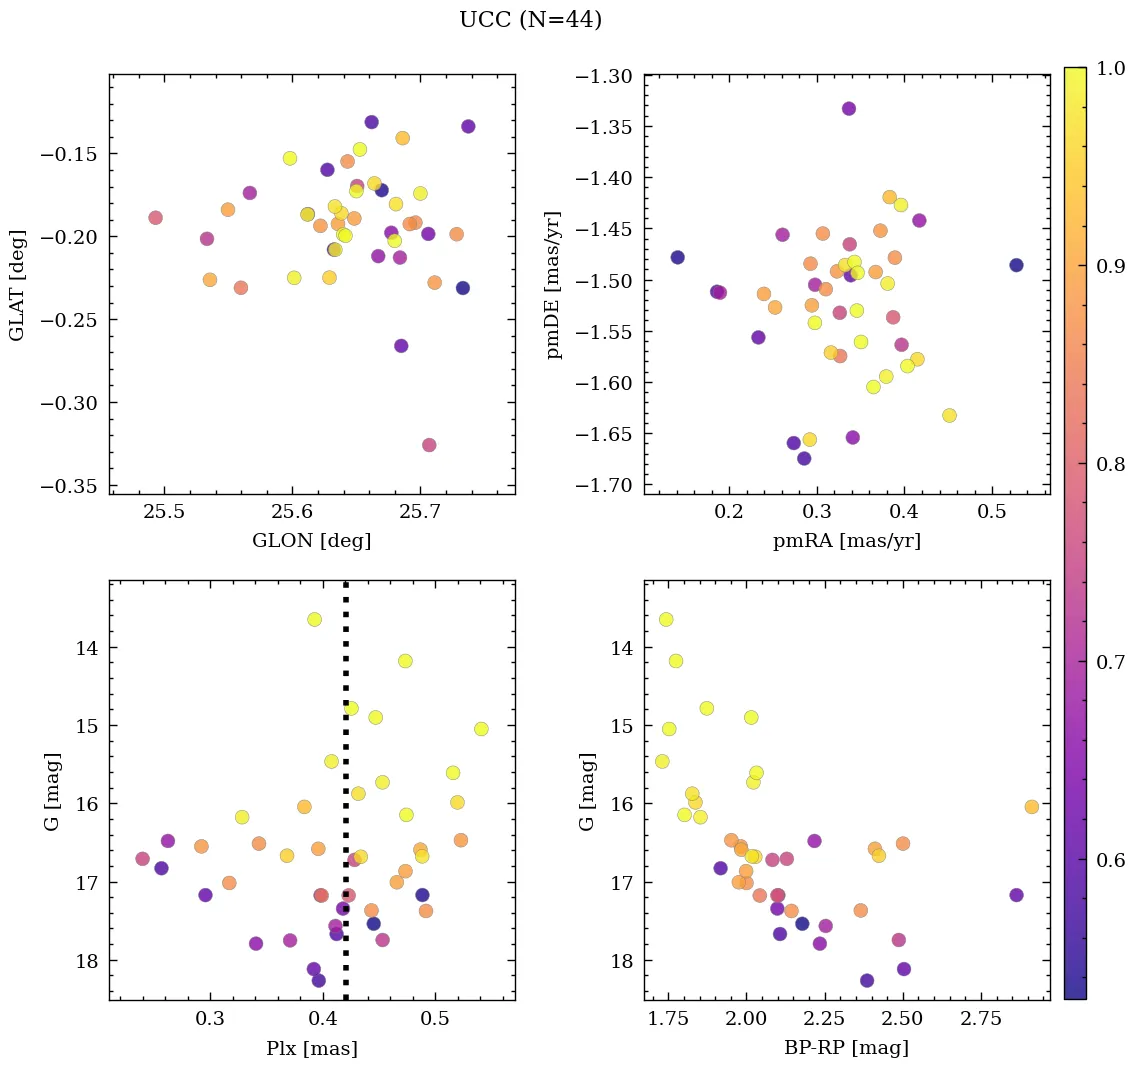 UCC (N=44)
−0.15
−0.20
−0.25
−0.30
−0.35
GLAT [deg]
25.5 25.6 25.7
GLON [deg]
−1.30
−1.35
−1.40
−1.45
−1.50
−1.55
−1.60
−1.65
−1.70
pmDE [mas/yr]
0.2 0.3 0.4 0.5
pmRA [mas/yr]
14
15
16
17
18
G [mag]
0.3 0.4 0.5
Plx [mas]
14
15
16
17
18
G [mag]
1.75 2.00 2.25 2.50 2.75
BP-RP [mag]
1.0
0.9
0.8
0.7
0.6